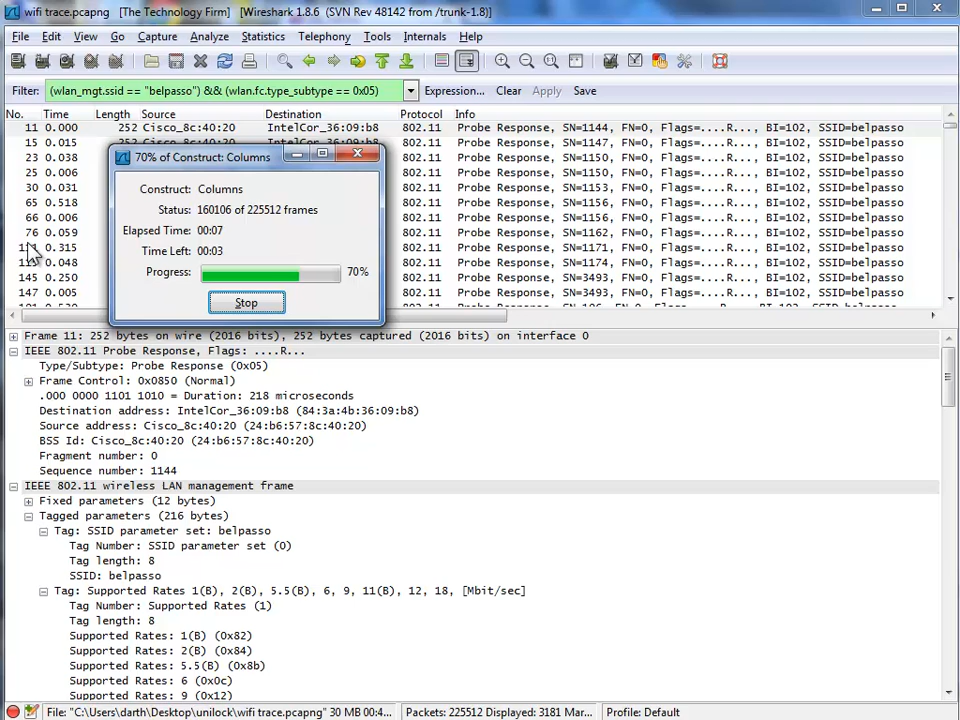 wifi trace.pcapng [The Technology Firm] [Wireshark 1.8.6 (SVN Rev 48142 from /trunk-1.8)]
File Edit View Go Capture Analyze Statistics Telephony Tools Internals Help
Filter: (wlan_mgt.ssid == "belpasso") && (wlan.fc.type_subtype == 0x05) Expression... Clear Apply Save
No. Time Length Source Destination Protocol Info
11 0.000 252 Cisco_8c:40:20 IntelCor_36:09:b8 802.11 Probe Response, SN=1144, FN=0, Flags=....R..., BI=102, SSID=belpasso
15 0.015 802.11 Probe Response, SN=1147, FN=0, Flags=....R..., BI=102, SSID=belpasso
23 0.038 802.11 Probe Response, SN=1149, FN=0, Flags=....R..., BI=102, SSID=belpasso
25 0.006 802.11 Probe Response, SN=1150, FN=0, Flags=....R..., BI=102, SSID=belpasso
30 0.031 802.11 Probe Response, SN=1153, FN=0, Flags=....R..., BI=102, SSID=belpasso
65 0.518 802.11 Probe Response, SN=1156, FN=0, Flags=....R..., BI=102, SSID=belpasso
66 0.006 802.11 Probe Response, SN=1162, FN=0, Flags=....R..., BI=102, SSID=belpasso
76 0.059 802.11 Probe Response, SN=1162, FN=0, Flags=....R..., BI=102, SSID=belpasso
0.315 802.11 Probe Response, SN=1171, FN=0, Flags=....R..., BI=102, SSID=belpasso
0.048 802.11 Probe Response, SN=1174, FN=0, Flags=....R..., BI=102, SSID=belpasso
145 0.250 802.11 Probe Response, SN=3493, FN=0, Flags=....R..., BI=102, SSID=belpasso
147 0.005 802.11 Probe Response, SN=3493, FN=0, Flags=....R..., BI=102, SSID=belpasso
70% of Construct: Columns
Construct: Columns
Status: 160106 of 225512 frames
Elapsed Time: 00:07
Time Left: 00:03
Progress: 70%
Stop
Frame 11: 252 bytes on wire (2016 bits), 252 bytes captured (2016 bits) on interface 0
IEEE 802.11 Probe Response, Flags: ....R...
Type/Subtype: Probe Response (0x05)
Frame Control: 0x0850 (Normal)
.000 0000 1101 1010 = Duration: 218 microseconds
Destination address: IntelCor_36:09:b8 (84:3a:4b:36:09:b8)
Source address: Cisco_8c:40:20 (24:b6:57:8c:40:20)
BSS Id: Cisco_8c:40:20 (24:b6:57:8c:40:20)
Fragment number: 0
Sequence number: 1144
IEEE 802.11 wireless LAN management frame
Fixed parameters (12 bytes)
Tagged parameters (216 bytes)
Tag: SSID parameter set: belpasso
Tag Number: SSID parameter set (0)
Tag length: 8
SSID: belpasso
Tag: Supported Rates 1(B), 2(B), 5.5(B), 6, 9, 11(B), 12, 18, [Mbit/sec]
Tag Number: Supported Rates (1)
Tag length: 8
Supported Rates: 1(B) (0x82)
Supported Rates: 2(B) (0x84)
Supported Rates: 5.5(B) (0x8b)
Supported Rates: 6 (0x0c)
Supported Rates: 9 (0x12)
File: "C:\Users\darth\Desktop\unilock\wifi trace.pcapng" 30 MB 00:4... Packets: 225512 Displayed: 3181 Mar... Profile: Default